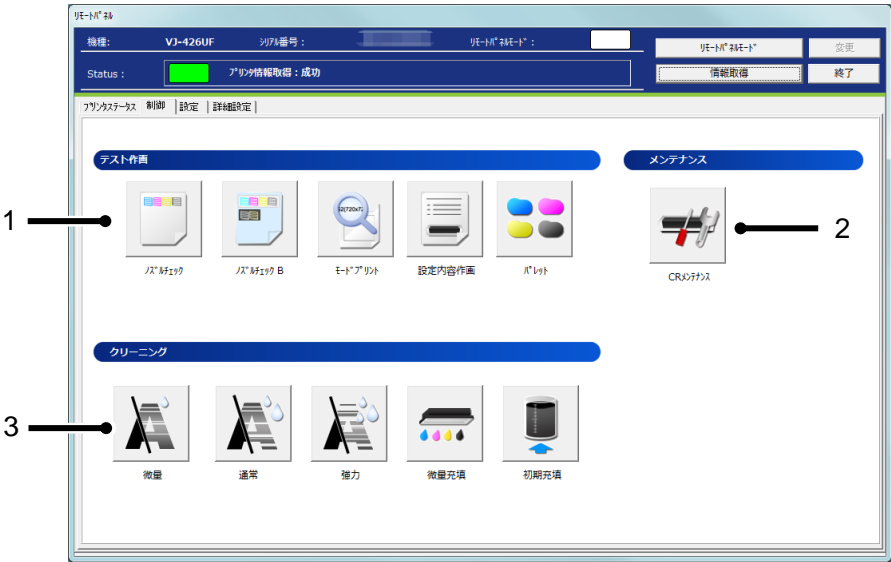 ﾘﾓｰﾄﾊﾟﾈﾙ
機種: VJ-426UF ｼﾘｱﾙ番号: ﾘﾓｰﾄﾊﾟﾈﾙﾓｰﾄﾞ: ﾘﾓｰﾄﾊﾟﾈﾙﾓｰﾄﾞ 変更
Status: ﾌﾟﾘﾝﾀ情報取得：成功 情報取得 終了
ﾌﾟﾘﾝﾀｽﾃｰﾀｽ 制御 設定 詳細設定
テスト作画 メンテナンス
1 2
ﾉｽﾞﾙﾁｪｯｸ ﾉｽﾞﾙﾁｪｯｸ B ﾓｰﾄﾞﾌﾟﾘﾝﾄ 設定内容作画 ﾊﾟﾚｯﾄ CRﾒﾝﾃﾅﾝｽ
クリーニング
3
微量 通常 強力 微量充填 初期充填